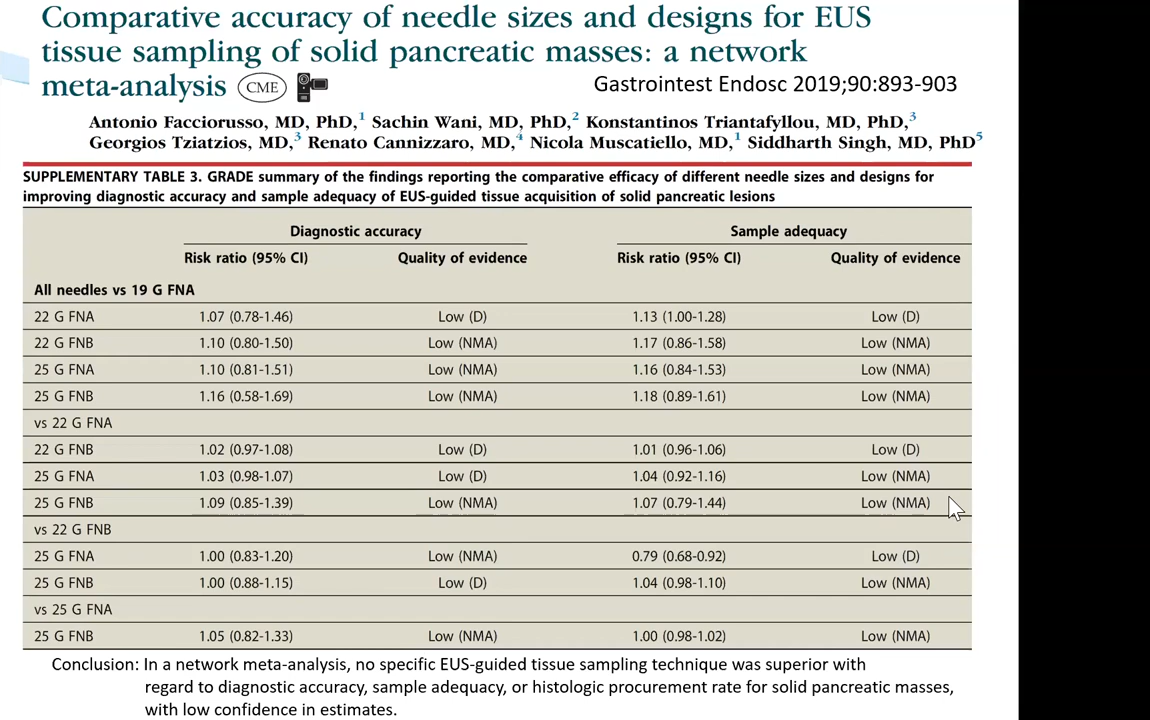 Comparative accuracy of needle sizes and designs for EUS
tissue sampling of solid pancreatic masses: a network
meta-analysis CME Gastrointest Endosc 2019;90:893-903
Antonio Facciorusso, MD, PhD,1 Sachin Wani, MD, PhD,2 Konstantinos Triantafyllou, MD, PhD,3
Georgios Tziatzios, MD,3 Renato Cannizzaro, MD,4 Nicola Muscatiello, MD,1 Siddharth Singh, MD, PhD5
SUPPLEMENTARY TABLE 3. GRADE summary of the findings reporting the comparative efficacy of different needle sizes and designs for
improving diagnostic accuracy and sample adequacy of EUS-guided tissue acquisition of solid pancreatic lesions
Diagnostic accuracy Sample adequacy
Risk ratio (95% CI) Quality of evidence Risk ratio (95% CI) Quality of evidence
All needles vs 19 G FNA
22 G FNA 1.07 (0.78-1.46) Low (D) 1.13 (1.00-1.28) Low (D)
22 G FNB 1.10 (0.80-1.50) Low (NMA) 1.17 (0.86-1.58) Low (NMA)
25 G FNA 1.10 (0.81-1.51) Low (NMA) 1.16 (0.84-1.53) Low (NMA)
25 G FNB 1.16 (0.58-1.69) Low (NMA) 1.18 (0.89-1.61) Low (NMA)
vs 22 G FNA
22 G FNB 1.02 (0.97-1.08) Low (D) 1.01 (0.96-1.06) Low (D)
25 G FNA 1.03 (0.98-1.07) Low (D) 1.04 (0.92-1.16) Low (NMA)
25 G FNB 1.09 (0.85-1.39) Low (NMA) 1.07 (0.79-1.44) Low (NMA)
vs 22 G FNB
25 G FNA 1.00 (0.83-1.20) Low (NMA) 0.79 (0.68-0.92) Low (D)
25 G FNB 1.00 (0.88-1.15) Low (D) 1.04 (0.98-1.10) Low (NMA)
vs 25 G FNA
25 G FNB 1.05 (0.82-1.33) Low (NMA) 1.00 (0.98-1.02) Low (NMA)
Conclusion: In a network meta-analysis, no specific EUS-guided tissue sampling technique was superior with
regard to diagnostic accuracy, sample adequacy, or histologic procurement rate for solid pancreatic masses,
with low confidence in estimates.